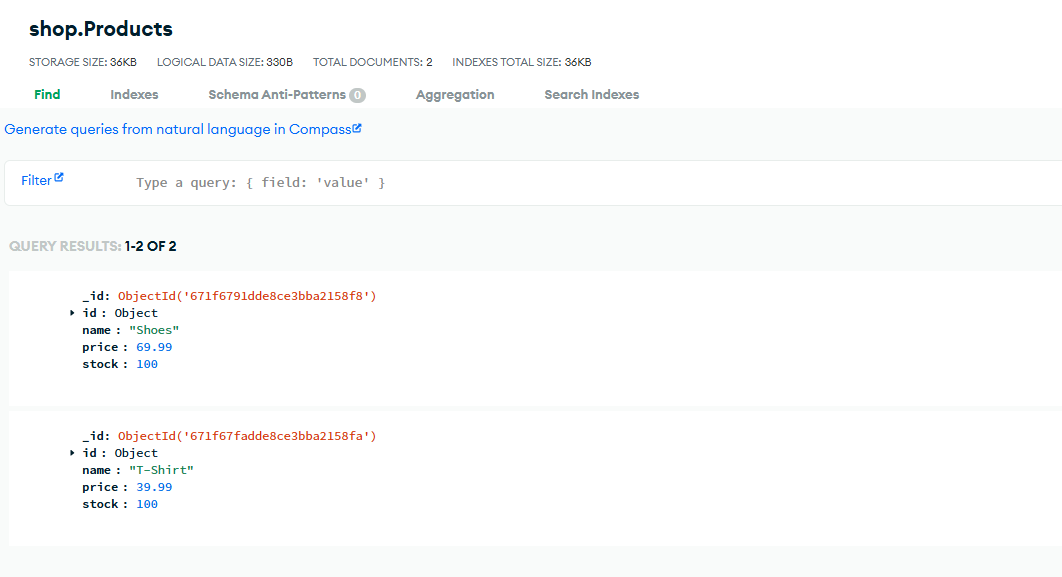 shop.Products
STORAGE SIZE: 36KB LOGICAL DATA SIZE: 330B TOTAL DOCUMENTS: 2 INDEXES TOTAL SIZE: 36KB
Find Indexes Schema Anti-Patterns 0 Aggregation Search Indexes
Generate queries from natural language in Compass
Filter Type a query: { field: 'value' }
QUERY RESULTS: 1-2 OF 2
_id: ObjectId('671f6791dde8ce3bba2158f8')
id : Object
name : "Shoes"
price : 69.99
stock : 100
_id: ObjectId('671f67fadde8ce3bba2158fa')
id : Object
name : "T-Shirt"
price : 39.99
stock : 100